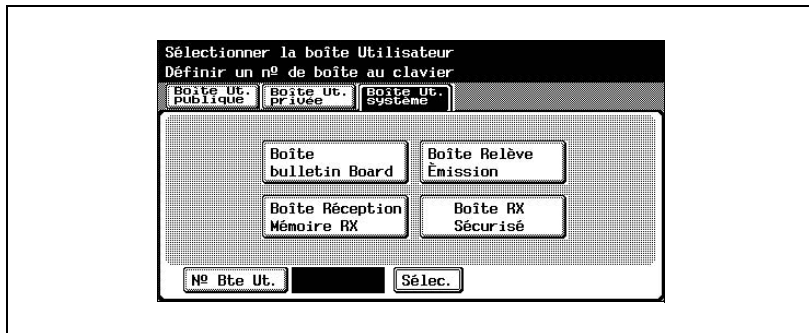 Sélectionner la boîte Utilisateur
Définir un nº de boîte au clavier
Boîte Ut. publique
Boîte Ut. privée
Boîte Ut. système
Boîte bulletin Board
Boîte Relève Èmission
Boîte Réception Mémoire RX
Boîte RX Sécurisé
Nº Bte Ut.
Sélec.